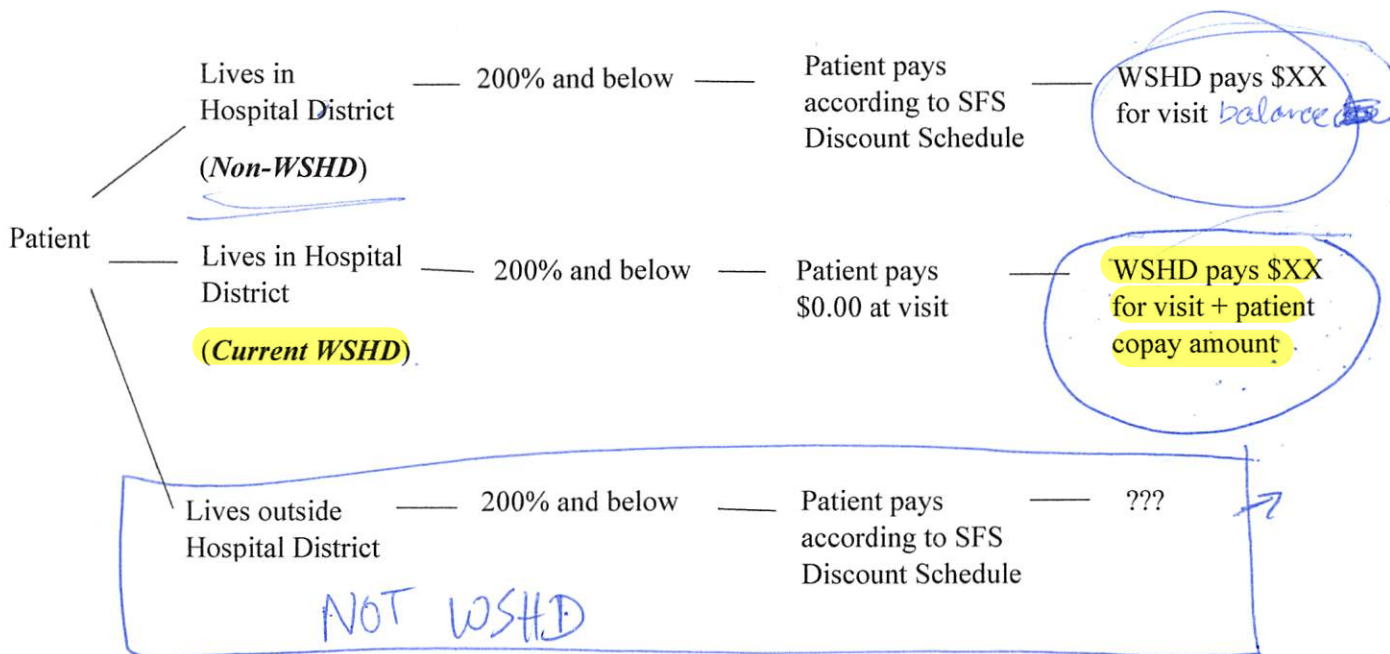 Lives in
Hospital District
(Non-WSHD)
200% and below
Patient pays
according to SFS
Discount Schedule
WSHD pays $XX
for visit balance
Patient
Lives in Hospital
District
(Current WSHD)
200% and below
Patient pays
$0.00 at visit
WSHD pays $XX
for visit + patient
copay amount
Lives outside
Hospital District
200% and below
Patient pays
according to SFS
Discount Schedule
???
NOT WSHD